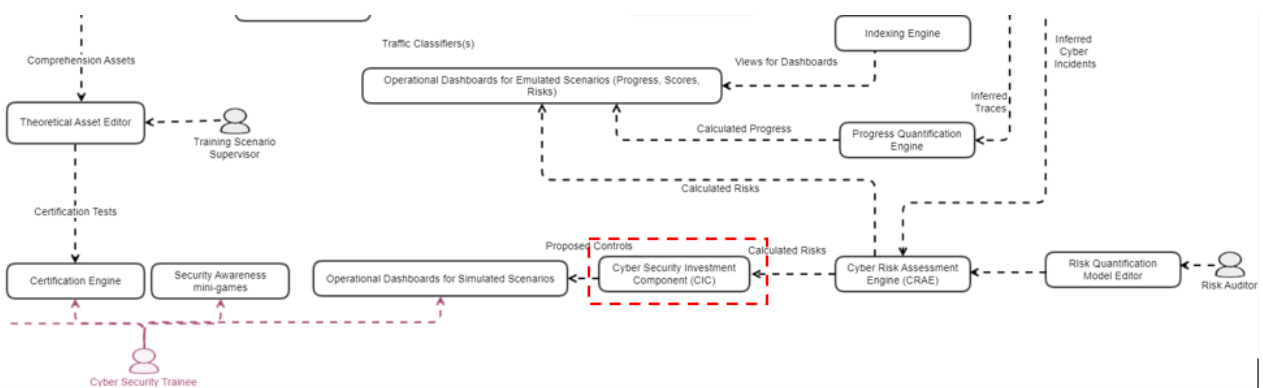 Indexing Engine
Inferred
Cyber
Incidents
Traffic Classifiers(s)
Comprehension Assets
Views for Dashboards
Operational Dashboards for Emulated Scenarios (Progress, Scores,
Risks)
Inferred
Traces
Theoretical Asset Editor
Training Scenario
Supervisor
Calculated Progress
Progress Quantification
Engine
Calculated Risks
Certification Tests
Proposed Controls
Calculated Risks
Certification Engine
Security Awareness
mini-games
Operational Dashboards for Simulated Scenarios
Cyber Security Investment
Component (CIC)
Cyber Risk Assessment
Engine (CRAE)
RIsk Quantification
Model Editor
Risk Auditor
Cyber Security Trainee